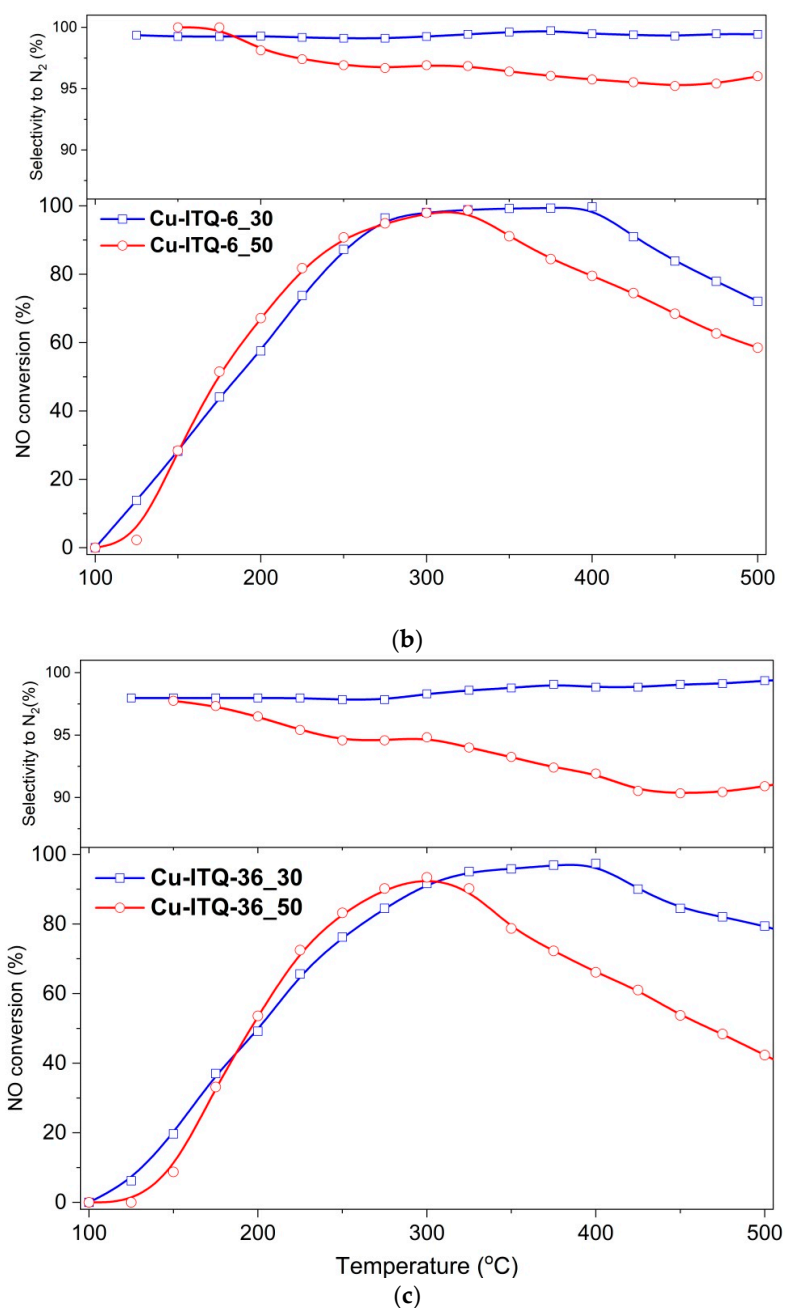 Selectivity to N₂ (%)
100
95
90
NO conversion (%)
100
80
60
40
20
0
Cu-ITQ-6_30
Cu-ITQ-6_50
100 200 300 400 500
(b)
Selectivity to N₂(%)
100
95
90
NO conversion (%)
100
80
60
40
20
0
Cu-ITQ-36_30
Cu-ITQ-36_50
100 200 300 400 500
Temperature (°C)
(c)